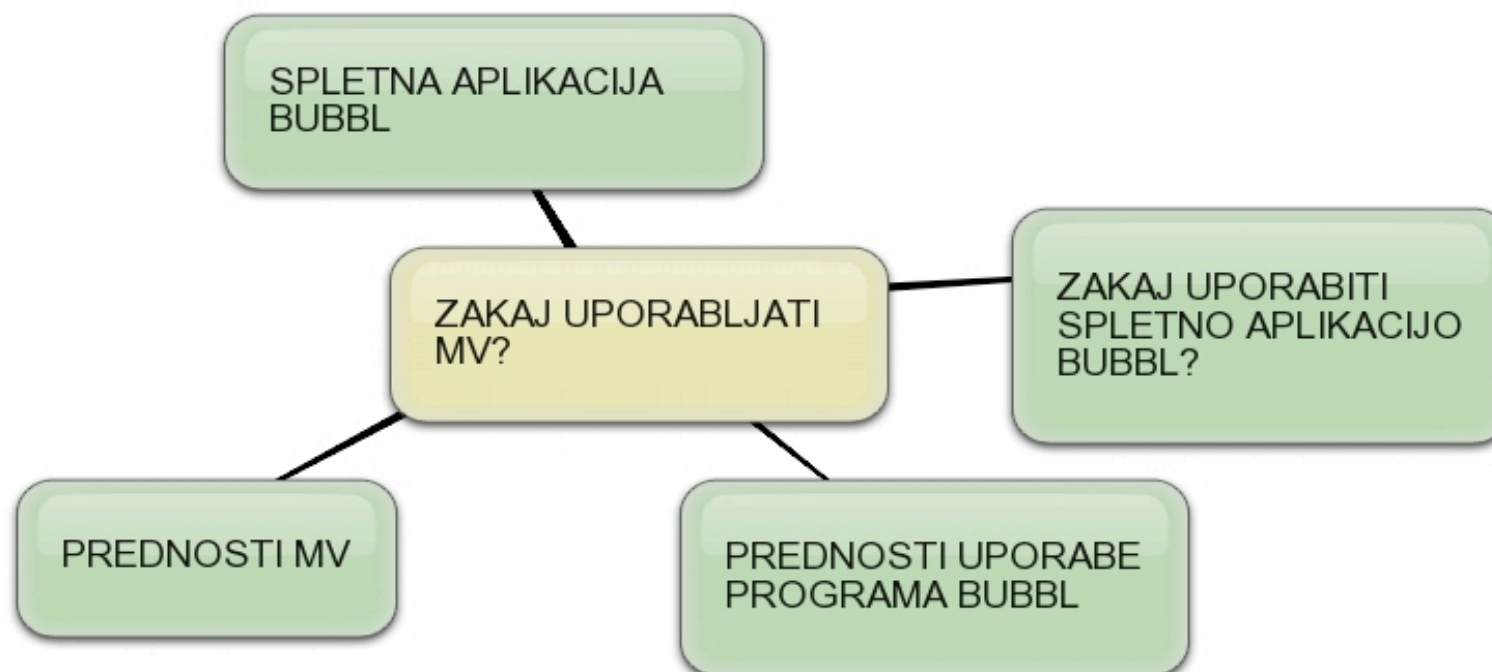 SPLETNA APLIKACIJA
BUBBL
ZAKAJ UPORABLJATI
MV?
ZAKAJ UPORABITI
SPLETNO APLIKACIJO
BUBBL?
PREDNOSTI MV
PREDNOSTI UPORABE
PROGRAMA BUBBL